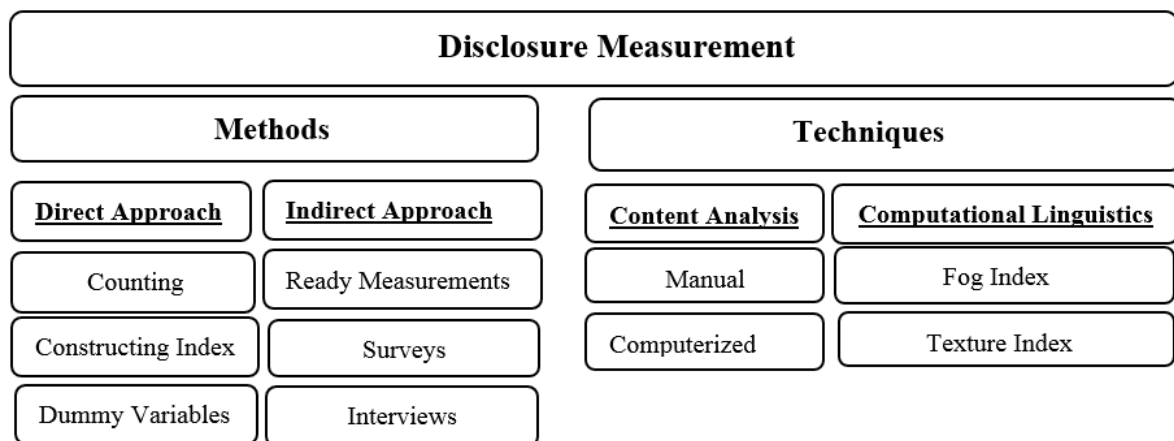 Disclosure Measurement
Methods
Techniques
Direct Approach
Indirect Approach
Content Analysis
Computational Linguistics
Counting
Ready Measurements
Manual
Fog Index
Constructing Index
Surveys
Computerized
Texture Index
Dummy Variables
Interviews